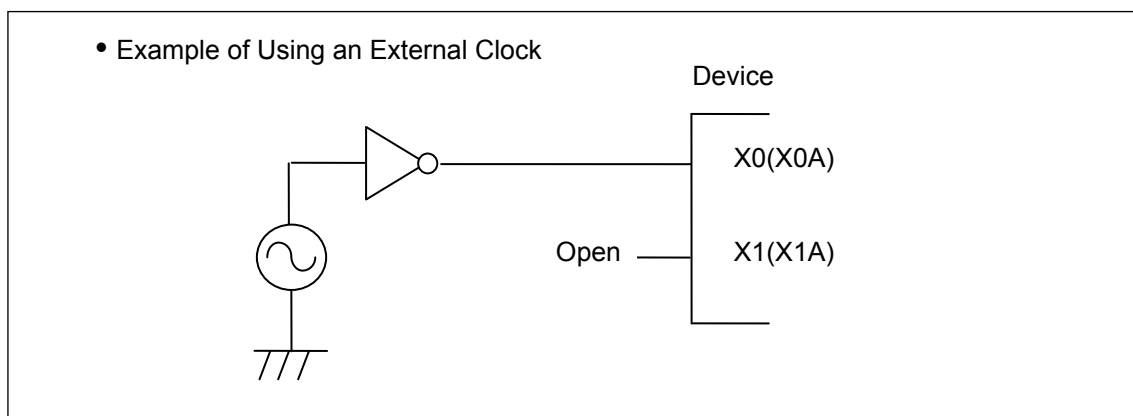 • Example of Using an External Clock
Device
X0(X0A)
Open
X1(X1A)